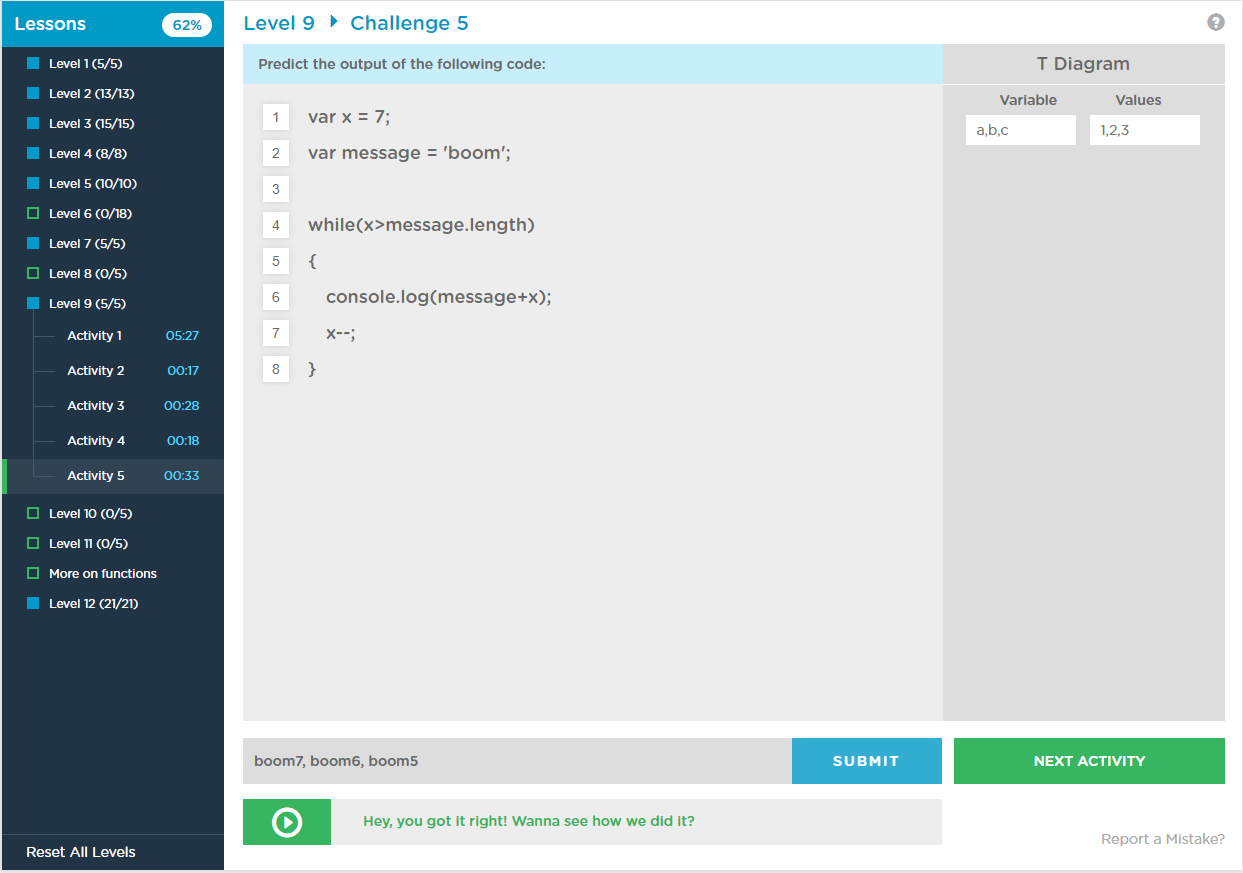 Lessons 62%
Level 1 (5/5)
Level 2 (13/13)
Level 3 (15/15)
Level 4 (8/8)
Level 5 (10/10)
Level 6 (0/18)
Level 7 (5/5)
Level 8 (0/5)
Level 9 (5/5)
Activity 1 05:27
Activity 2 00:17
Activity 3 00:28
Activity 4 00:18
Activity 5 00:33
Level 10 (0/5)
Level 11 (0/5)
More on functions
Level 12 (21/21)
Reset All Levels
Level 9 Challenge 5
?
Predict the output of the following code:
1 var x = 7;
2 var message = 'boom';
3
4 while(x>message.length)
5 {
6 console.log(message+x);
7 x--;
8 }
T Diagram
Variable Values
a,b,c 1,2,3
boom7, boom6, boom5 SUBMIT
NEXT ACTIVITY
Hey, you got it right! Wanna see how we did it?
Report a Mistake?